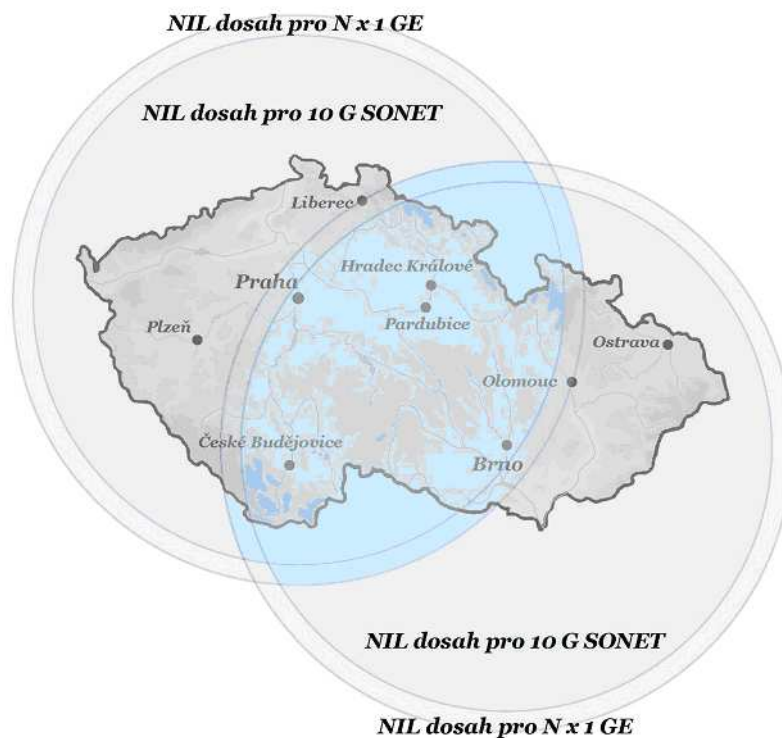 NIL dosah pro N x 1 GE
NIL dosah pro 10 G SONET
Liberec
Hradec Králové
Praha
Pardubice
Plzeň
Ostrava
Olomouc
České Budějovice
Brno
NIL dosah pro 10 G SONET
NIL dosah pro N x 1 GE